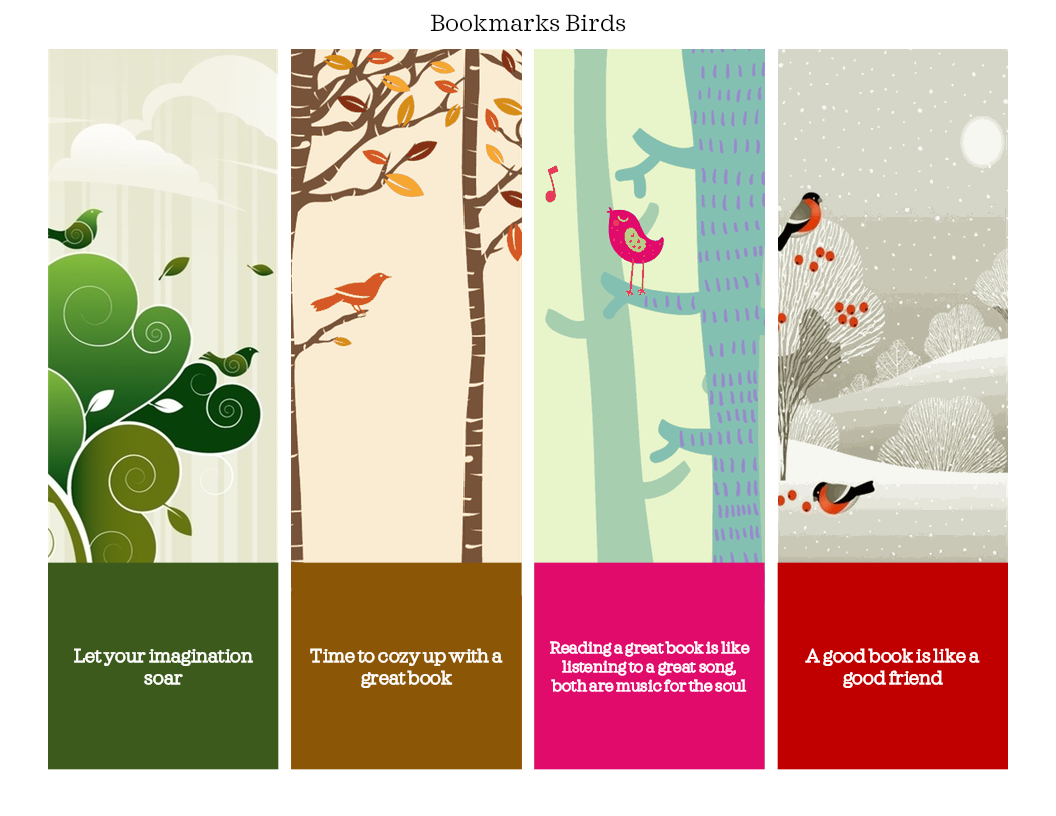 Bookmarks Birds
Let your imagination
soar
Time to cozy up with a
great book
Reading a great book is like
listening to a great song,
both are music for the soul
A good book is like a
good friend